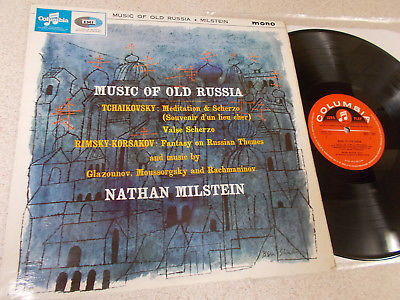 MUSIC OF OLD RUSSIA • MILSTEIN mono
Columbia
EMI
MUSIC OF OLD RUSSIA
TCHAIKOVSKY: Meditation & Scherzo
(Souvenir d'un lieu cher)
Valse Scherzo
RIMSKY-KORSAKOV: Fantasy on Russian Themes
and music by
Glazounov, Moussorgsky and Rachmaninov
NATHAN MILSTEIN
COLUMBIA